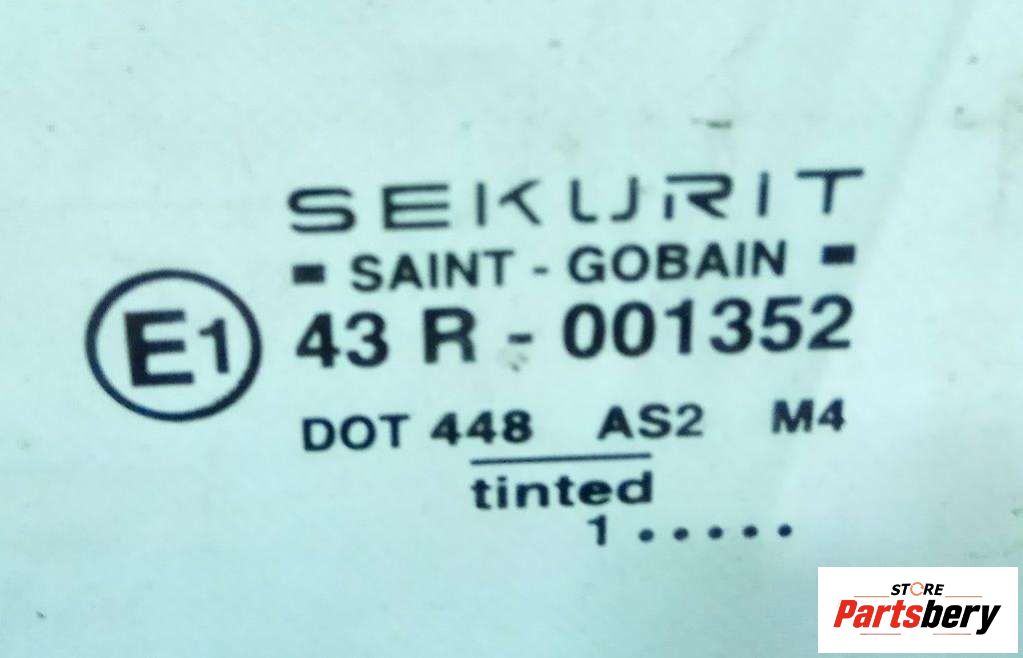 SEKURIT
SAINT - GOBAIN
E1 43 R - 001352
DOT 448 AS2 M4
tinted
1 .....
STORE
Partsbery